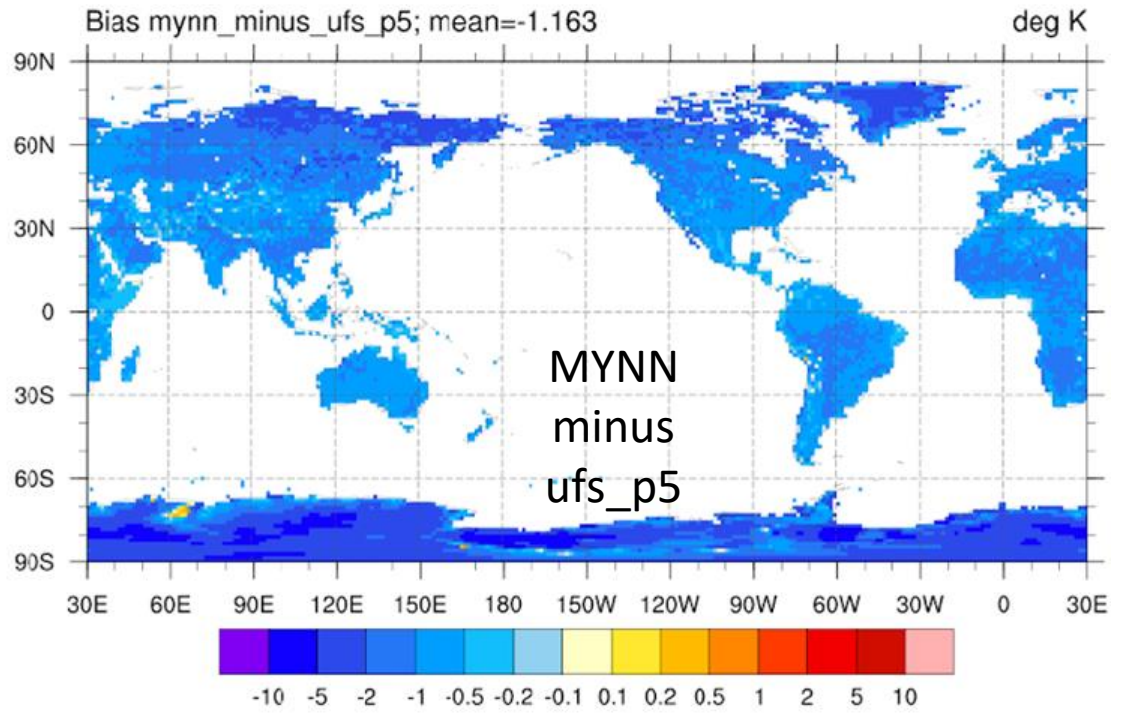 Bias mynn_minus_ufs_p5; mean=-1.163 deg K
90N
60N
30N
0
30S
60S
90S
MYNN
minus
ufs_p5
30E 60E 90E 120E 150E 180 150W 120W 90W 60W 30W 0 30E
-10 -5 -2 -1 -0.5 -0.2 -0.1 0.1 0.2 0.5 1 2 5 10